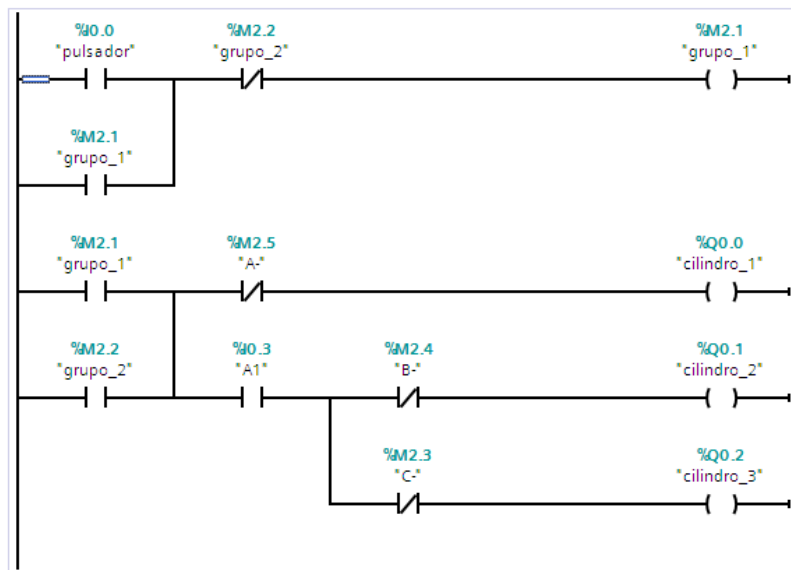 %I0.0 %M2.2 %M2.1
"pulsador" "grupo_2" "grupo_1"
%M2.1
"grupo_1"
%M2.1 %M2.5 %Q0.0
"grupo_1" "A-" "cilindro_1"
%M2.2 %I0.3 %M2.4 %Q0.1
"grupo_2" "A1" "B-" "cilindro_2"
%M2.3 %Q0.2
"C-" "cilindro_3"